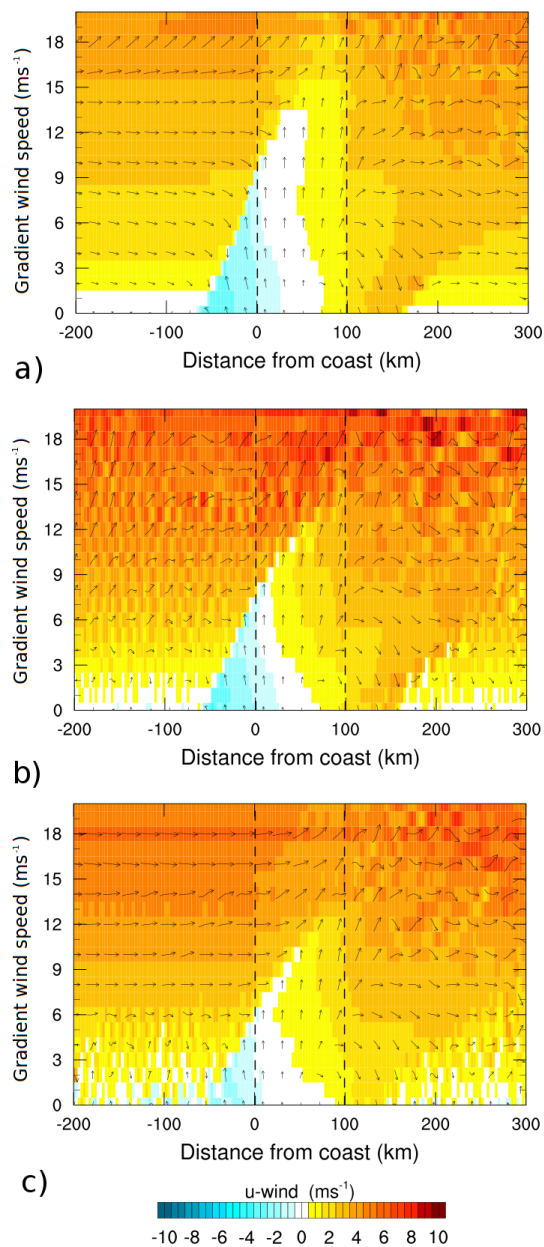 Gradient wind speed (ms⁻¹)
18
15
12
9
6
3
0
-200 -100 0 100 200 300
Distance from coast (km)
a)
Gradient wind speed (ms⁻¹)
18
15
12
9
6
3
0
-200 -100 0 100 200 300
Distance from coast (km)
b)
Gradient wind speed (ms⁻¹)
18
15
12
9
6
3
0
-200 -100 0 100 200 300
Distance from coast (km)
c)
u-wind (ms⁻¹)
-10 -8 -6 -4 -2 0 2 4 6 8 10